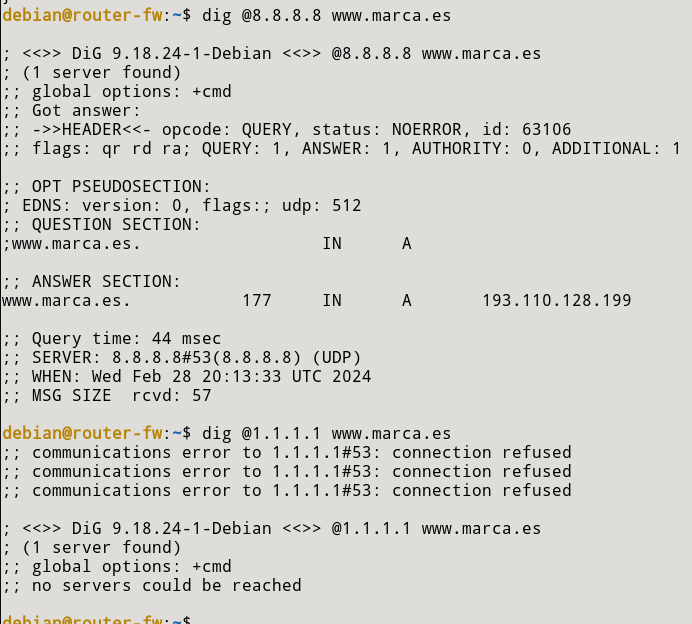 debian@router-fw:~$ dig @8.8.8.8 www.marca.es
; <<>> DiG 9.18.24-1-Debian <<>> @8.8.8.8 www.marca.es
; (1 server found)
;; global options: +cmd
;; Got answer:
;; ->>HEADER<<- opcode: QUERY, status: NOERROR, id: 63106
;; flags: qr rd ra; QUERY: 1, ANSWER: 1, AUTHORITY: 0, ADDITIONAL: 1
;; OPT PSEUDOSECTION:
; EDNS: version: 0, flags:; udp: 512
;; QUESTION SECTION:
;www.marca.es. IN A
;; ANSWER SECTION:
www.marca.es. 177 IN A 193.110.128.199
;; Query time: 44 msec
;; SERVER: 8.8.8.8#53(8.8.8.8) (UDP)
;; WHEN: Wed Feb 28 20:13:33 UTC 2024
;; MSG SIZE rcvd: 57
debian@router-fw:~$ dig @1.1.1.1 www.marca.es
;; communications error to 1.1.1.1#53: connection refused
;; communications error to 1.1.1.1#53: connection refused
;; communications error to 1.1.1.1#53: connection refused
; <<>> DiG 9.18.24-1-Debian <<>> @1.1.1.1 www.marca.es
; (1 server found)
;; global options: +cmd
;; no servers could be reached
debian@router-fw:~$